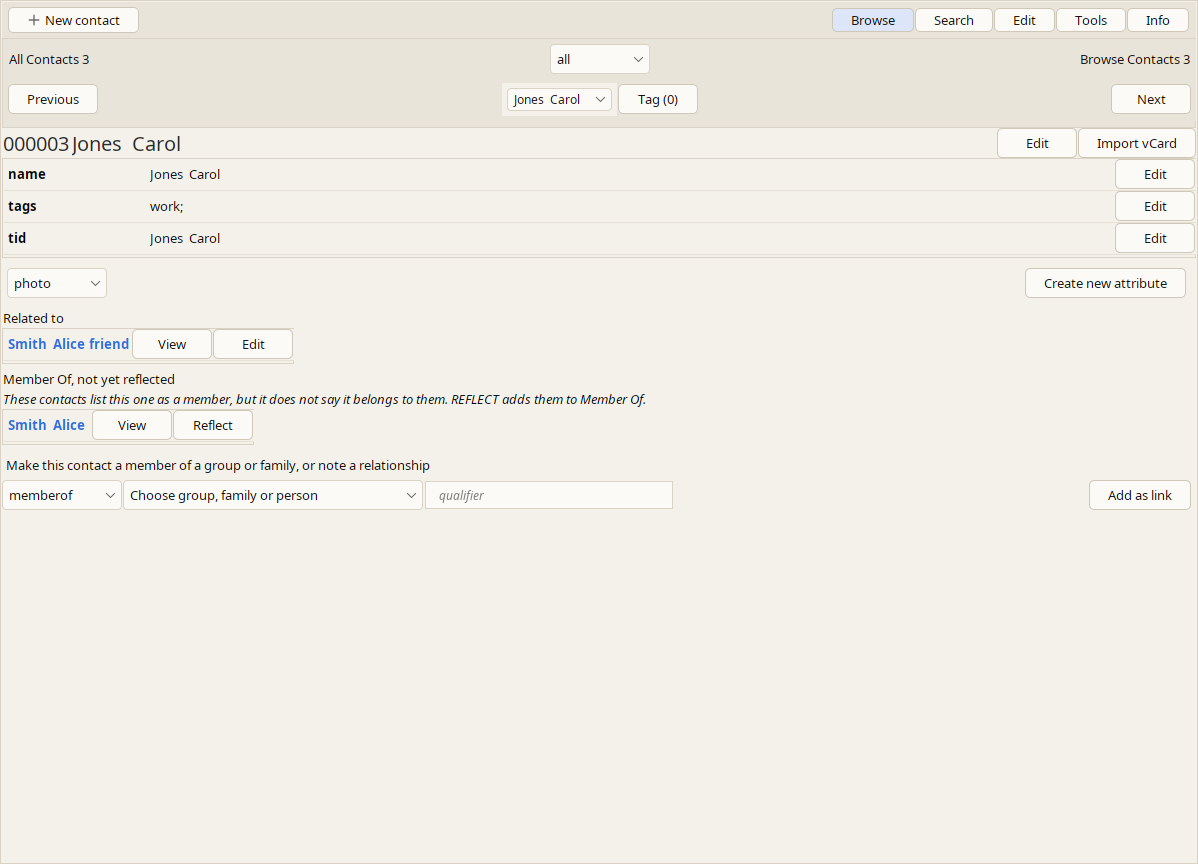 + New contact Browse Search Edit Tools Info
All Contacts 3 all Browse Contacts 3
Previous Jones Carol Tag (0) Next
000003 Jones Carol Edit Import vCard
name Jones Carol Edit
tags work; Edit
tid Jones Carol Edit
photo Create new attribute
Related to
Smith Alice friend View Edit
Member Of, not yet reflected
These contacts list this one as a member, but it does not say it belongs to them. REFLECT adds them to Member Of.
Smith Alice View Reflect
Make this contact a member of a group or family, or note a relationship
memberof Choose group, family or person qualifier Add as link